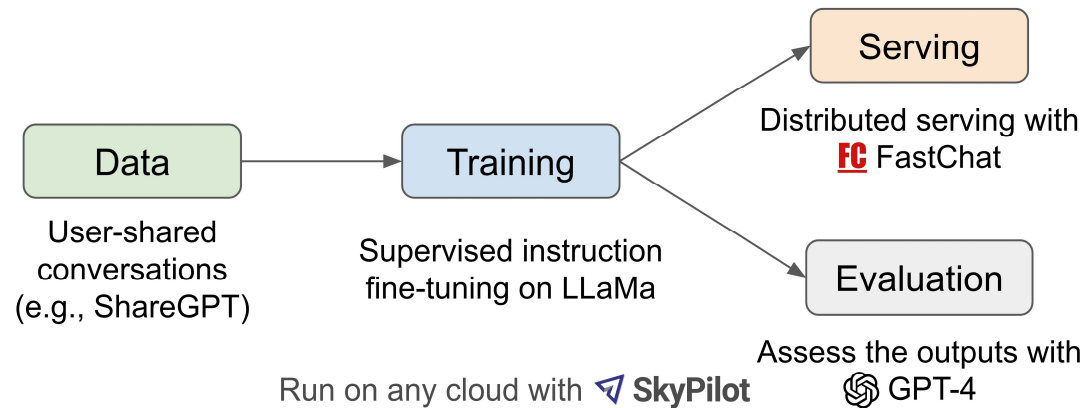 Data
User-shared
conversations
(e.g., ShareGPT)
Training
Supervised instruction
fine-tuning on LLaMa
Serving
Distributed serving with
FC FastChat
Evaluation
Assess the outputs with
GPT-4
Run on any cloud with SkyPilot